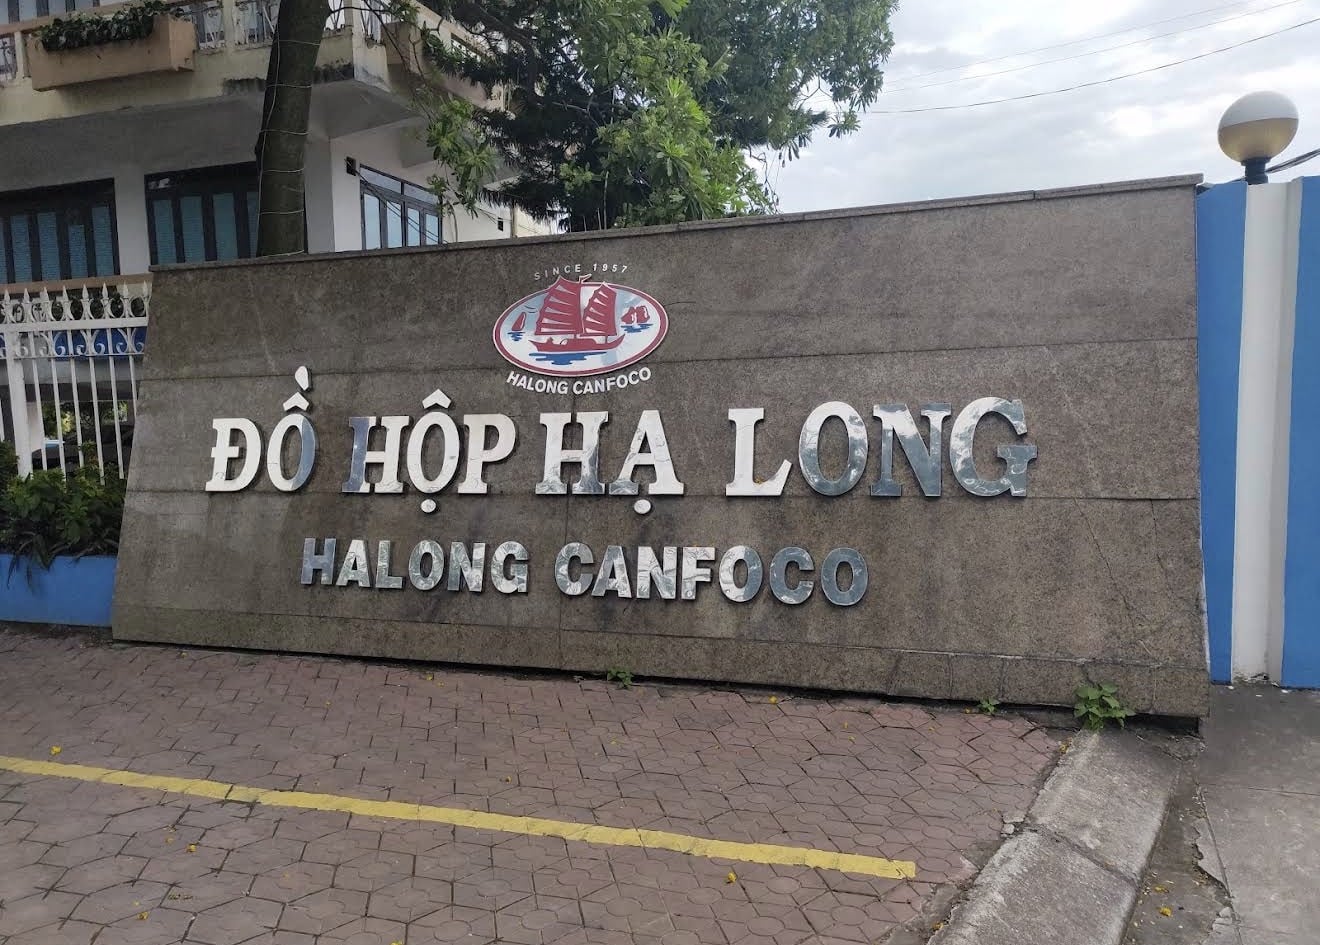 SINCE 1957
HALONG CANFOCO
ĐỒ HỘP HẠ LONG
HALONG CANFOCO